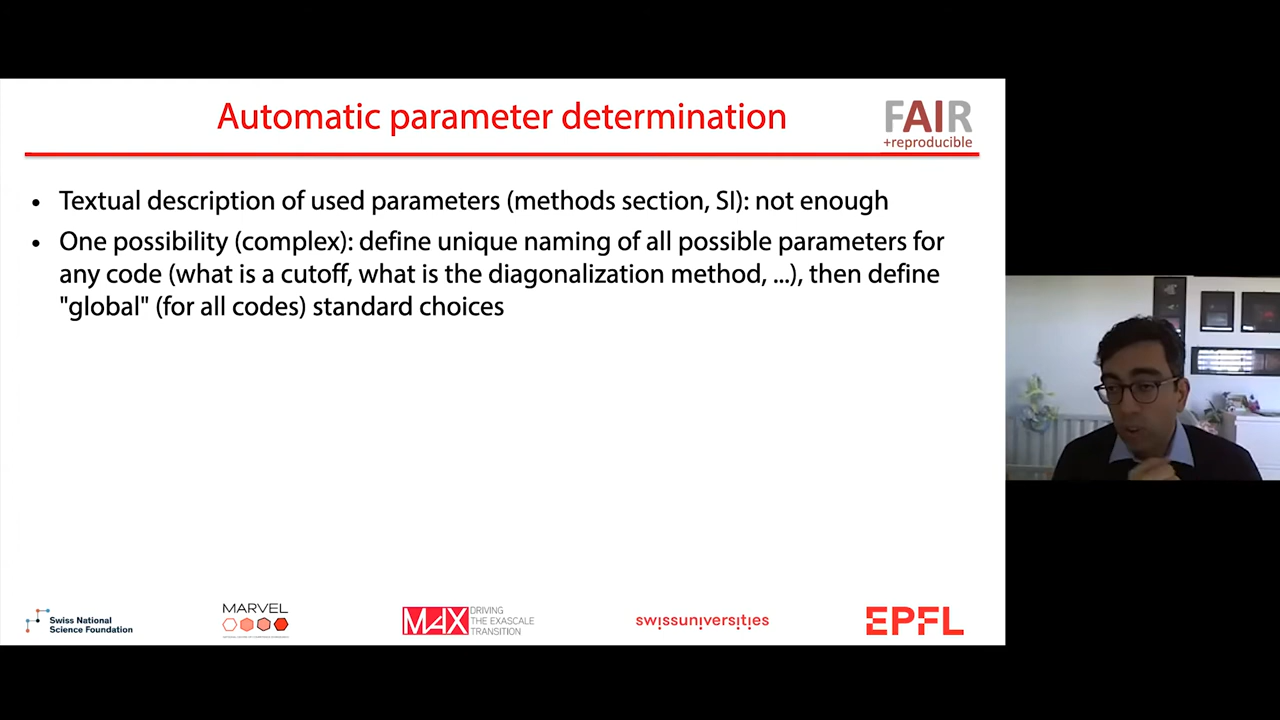 Automatic parameter determination
FAIR
+reproducible
• Textual description of used parameters (methods section, SI): not enough
• One possibility (complex): define unique naming of all possible parameters for
any code (what is a cutoff, what is the diagonalization method, ...), then define
"global" (for all codes) standard choices
Swiss National
Science Foundation
MARVEL
MAX
DRIVING
THE EXASCALE
TRANSITION
swissuniversities
EPFL